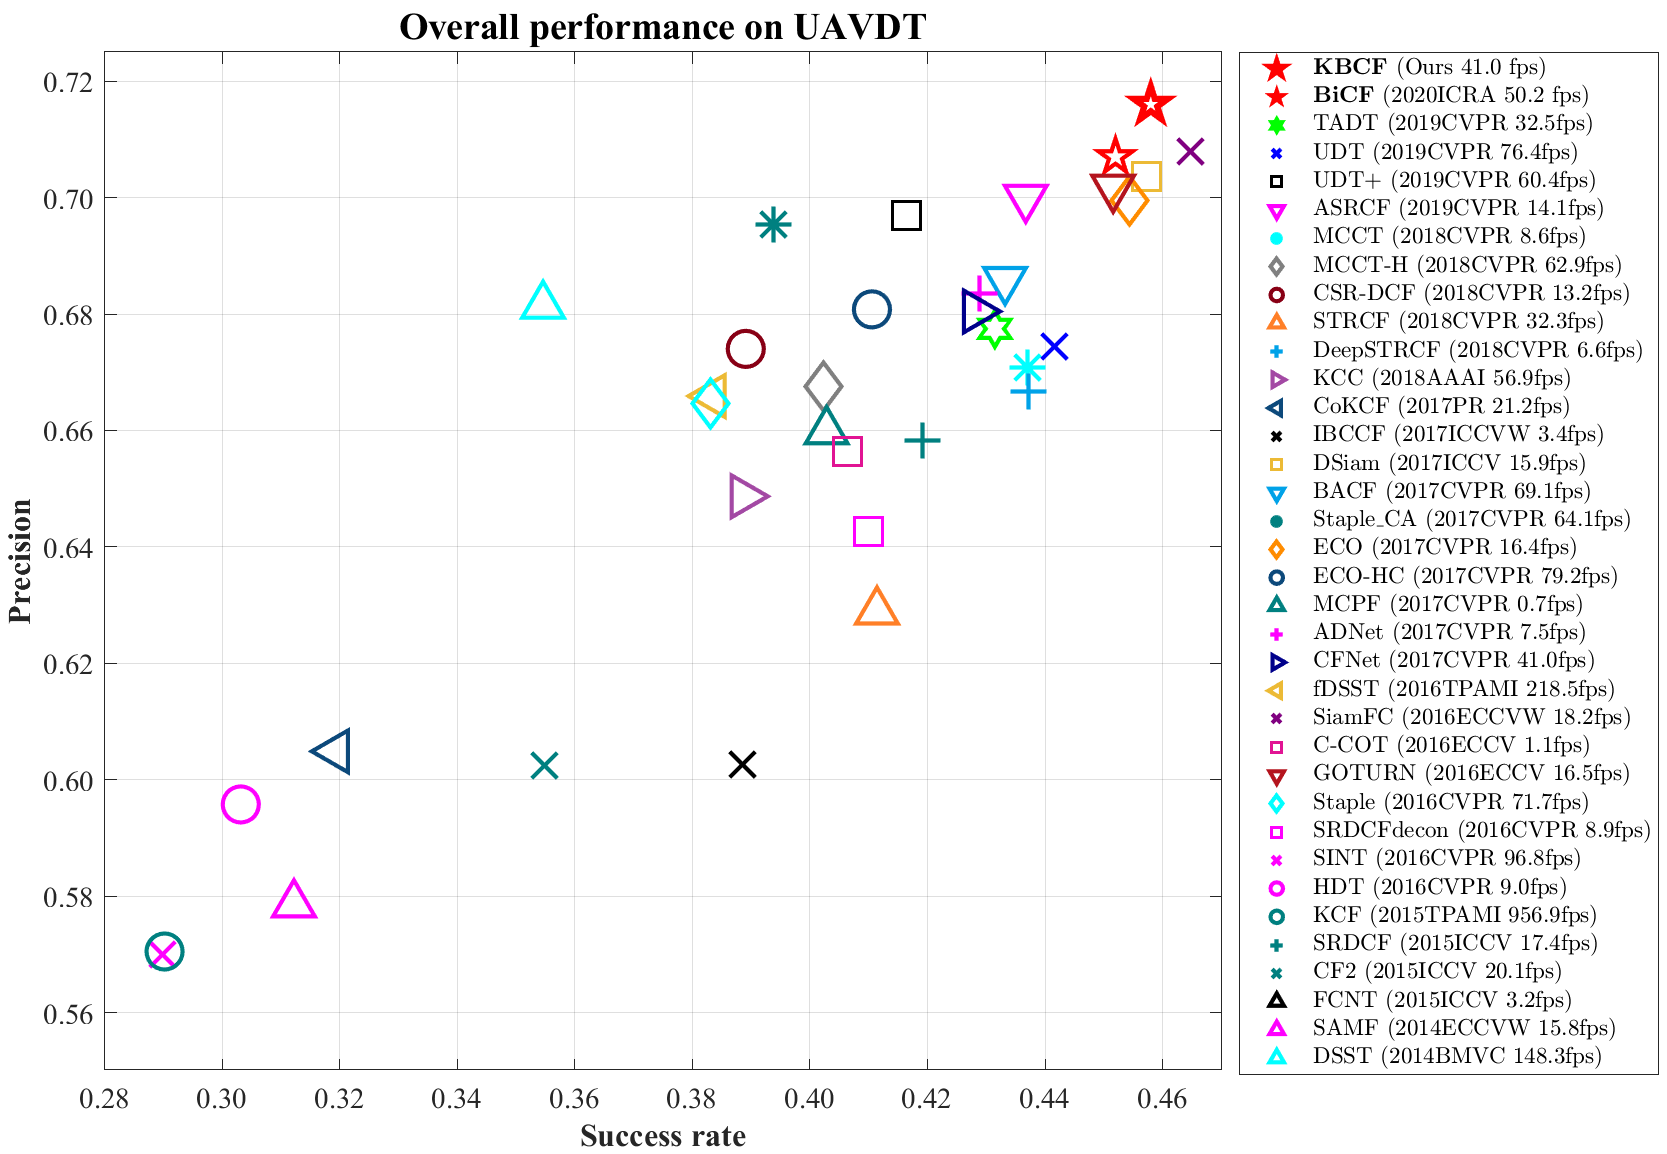 Overall performance on UAVDT
0.72
0.70
0.68
0.66
0.64
0.62
0.60
0.58
0.56
Precision
0.28 0.30 0.32 0.34 0.36 0.38 0.40 0.42 0.44 0.46
Success rate
KBCF (Ours 41.0 fps)
BiCF (2020ICRA 50.2 fps)
TADT (2019CVPR 32.5fps)
UDT (2019CVPR 76.4fps)
UDT+ (2019CVPR 60.4fps)
ASRCF (2019CVPR 14.1fps)
MCCT (2018CVPR 8.6fps)
MCCT-H (2018CVPR 62.9fps)
CSR-DCF (2018CVPR 13.2fps)
STRCF (2018CVPR 32.3fps)
DeepSTRCF (2018CVPR 6.6fps)
KCC (2018AAAI 56.9fps)
CoKCF (2017PR 21.2fps)
IBCCF (2017ICCVW 3.4fps)
DSiam (2017ICCV 15.9fps)
BACF (2017CVPR 69.1fps)
Staple_CA (2017CVPR 64.1fps)
ECO (2017CVPR 16.4fps)
ECO-HC (2017CVPR 79.2fps)
MCPF (2017CVPR 0.7fps)
ADNet (2017CVPR 7.5fps)
CFNet (2017CVPR 41.0fps)
fDSST (2016TPAMI 218.5fps)
SiamFC (2016ECCVW 18.2fps)
C-COT (2016ECCV 1.1fps)
GOTURN (2016ECCV 16.5fps)
Staple (2016CVPR 71.7fps)
SRDCFdecon (2016CVPR 8.9fps)
SINT (2016CVPR 96.8fps)
HDT (2016CVPR 9.0fps)
KCF (2015TPAMI 956.9fps)
SRDCF (2015ICCV 17.4fps)
CF2 (2015ICCV 20.1fps)
FCNT (2015ICCV 3.2fps)
SAMF (2014ECCVW 15.8fps)
DSST (2014BMVC 148.3fps)